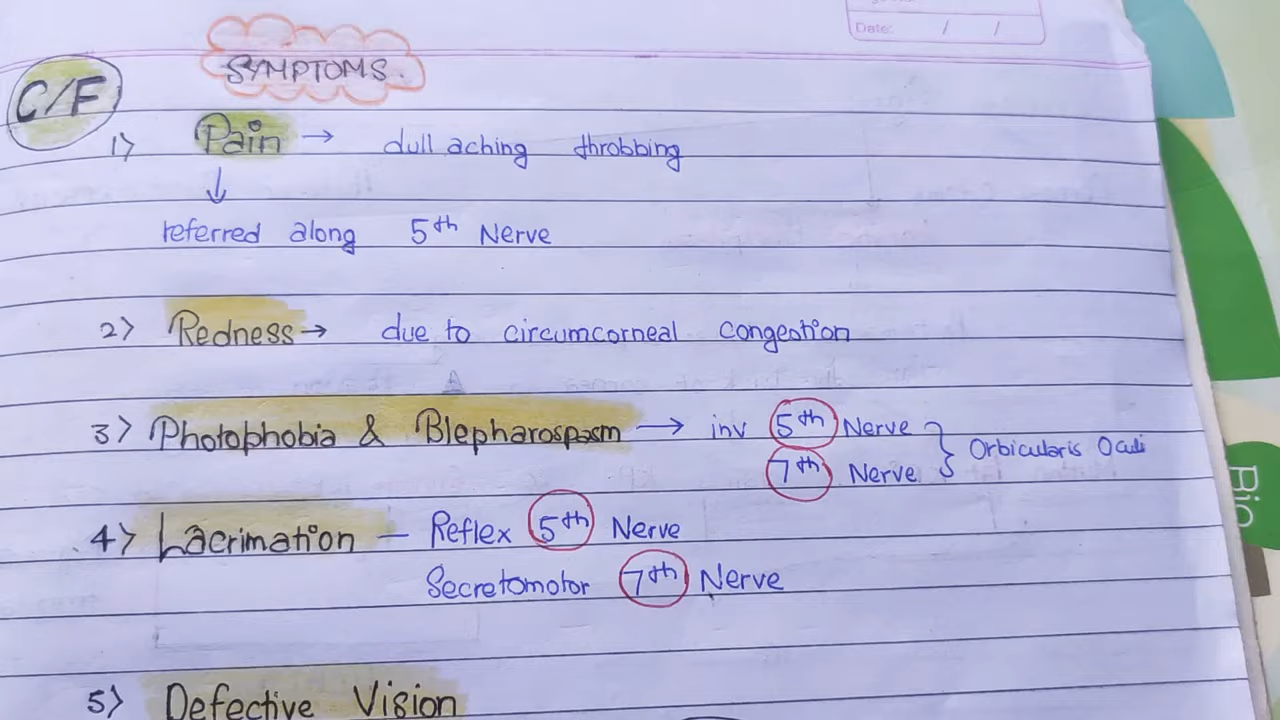 Date: / /
SYMPTOMS
C/F
1) Pain → dull aching throbbing
↓
referred along 5th Nerve
2) Redness → due to circumcorneal congestion
3) Photophobia & Blepharospasm → inv 5th Nerve } Orbicularis Oculi
7th Nerve
4) Lacrimation – Reflex 5th Nerve
Secretomotor 7th Nerve
5) Defective Vision
Bio